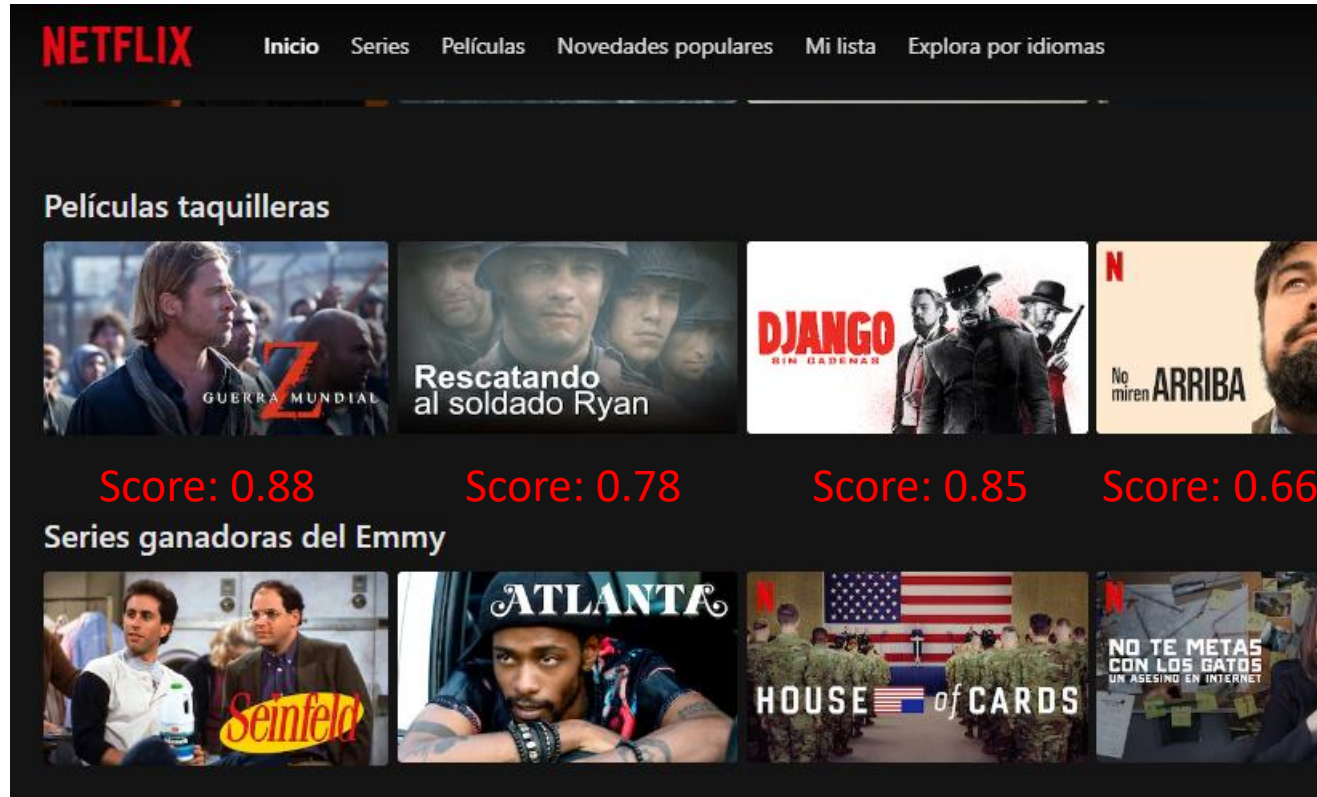 NETFLIX Inicio Series Películas Novedades populares Mi lista Explora por idiomas
Películas taquilleras
GUERRA Z MUNDIAL
Rescatando
al soldado Ryan
DJANGO
SIN CADENAS
N
No
miren ARRIBA
Score: 0.88 Score: 0.78 Score: 0.85 Score: 0.66
Series ganadoras del Emmy
Seinfeld
ATLANTA
N
HOUSE of CARDS
N
NO TE METAS
CON LOS GATOS
UN ASESINO EN INTERNET